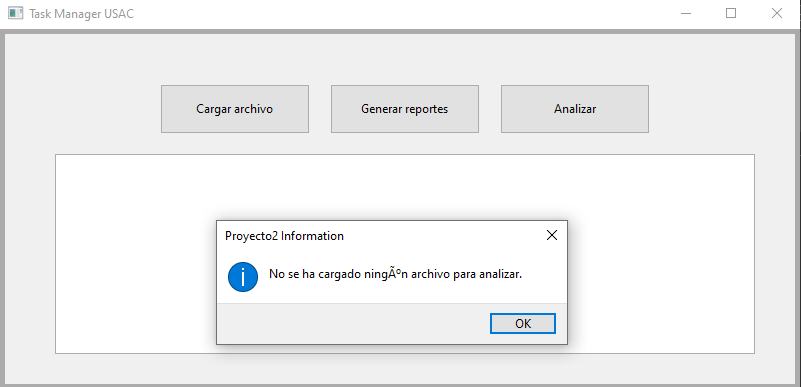 Task Manager USAC
Cargar archivo
Generar reportes
Analizar
Proyecto2 Information
No se ha cargado ningÃºn archivo para analizar.
OK